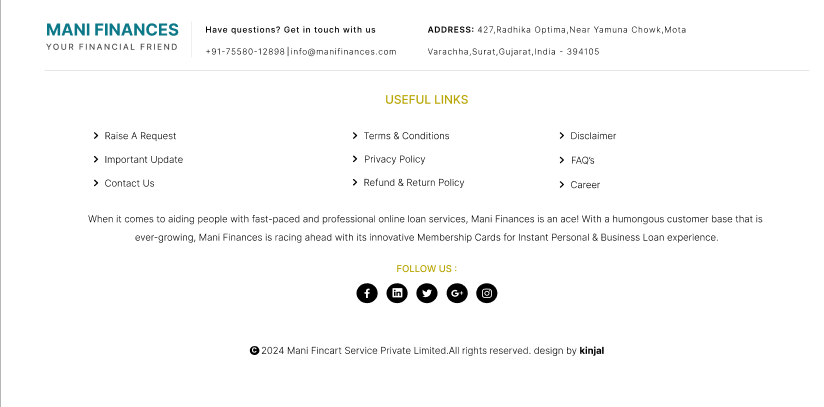 MANI FINANCES
YOUR FINANCIAL FRIEND
Have questions? Get in touch with us
+91-75580-12898|info@manifinances.com
ADDRESS: 427,Radhika Optima,Near Yamuna Chowk,Mota
Varachha,Surat,Gujarat,India - 394105
USEFUL LINKS
Raise A Request
Terms & Conditions
Disclaimer
Important Update
Privacy Policy
FAQ's
Contact Us
Refund & Return Policy
Career
When it comes to aiding people with fast-paced and professional online loan services, Mani Finances is an ace! With a humongous customer base that is
ever-growing, Mani Finances is racing ahead with its innovative Membership Cards for Instant Personal & Business Loan experience.
FOLLOW US :
© 2024 Mani Fincart Service Private Limited.All rights reserved. design by kinjal